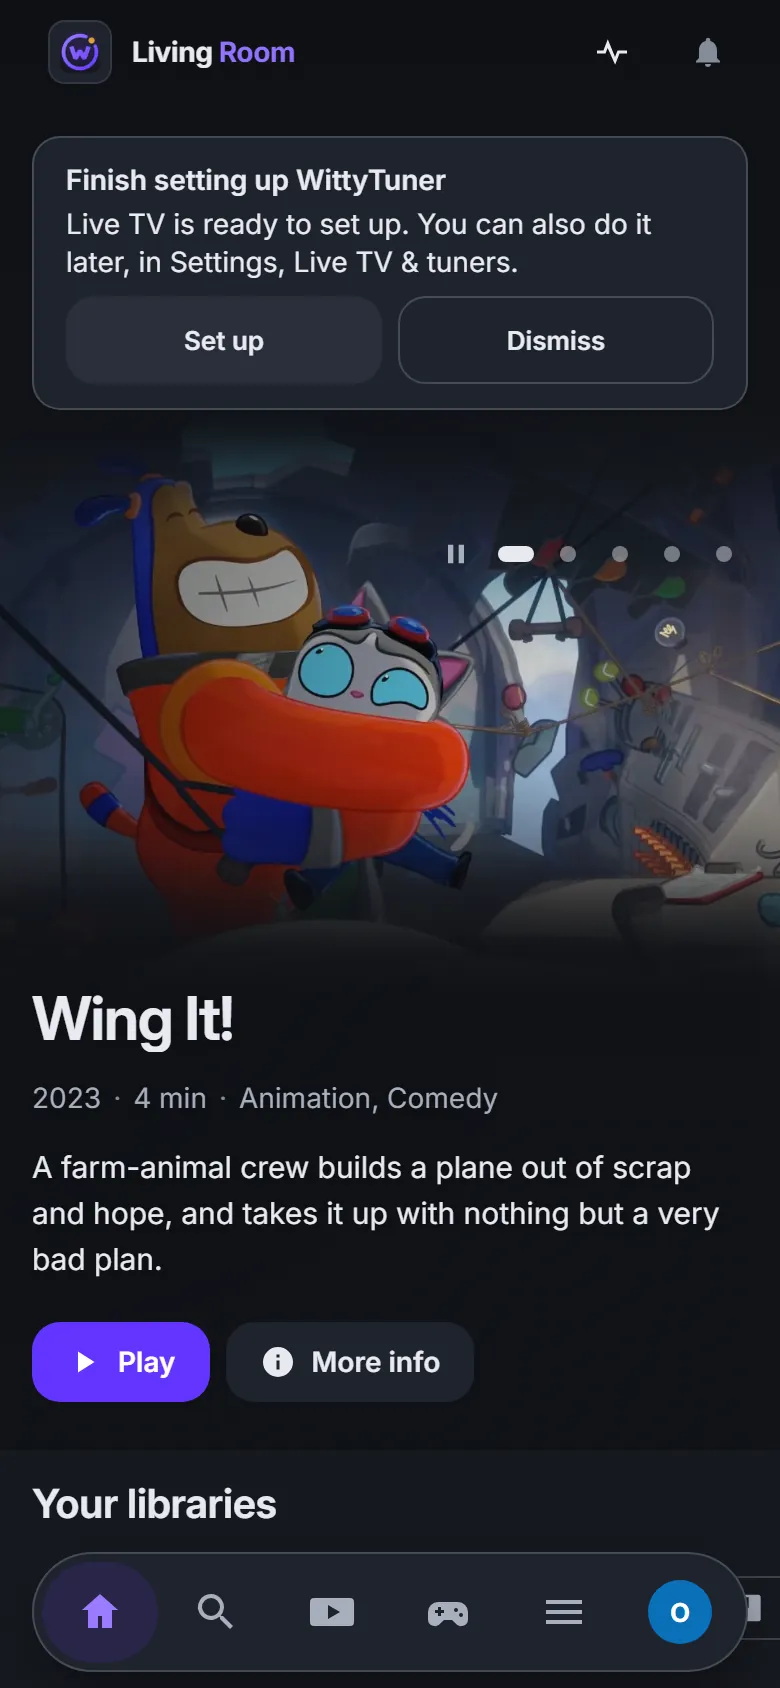 Living Room
Finish setting up WittyTuner
Live TV is ready to set up. You can also do it
later, in Settings, Live TV & tuners.
Set up
Dismiss
Wing It!
2023 · 4 min · Animation, Comedy
A farm-animal crew builds a plane out of scrap
and hope, and takes it up with nothing but a very
bad plan.
Play
More info
Your libraries
O